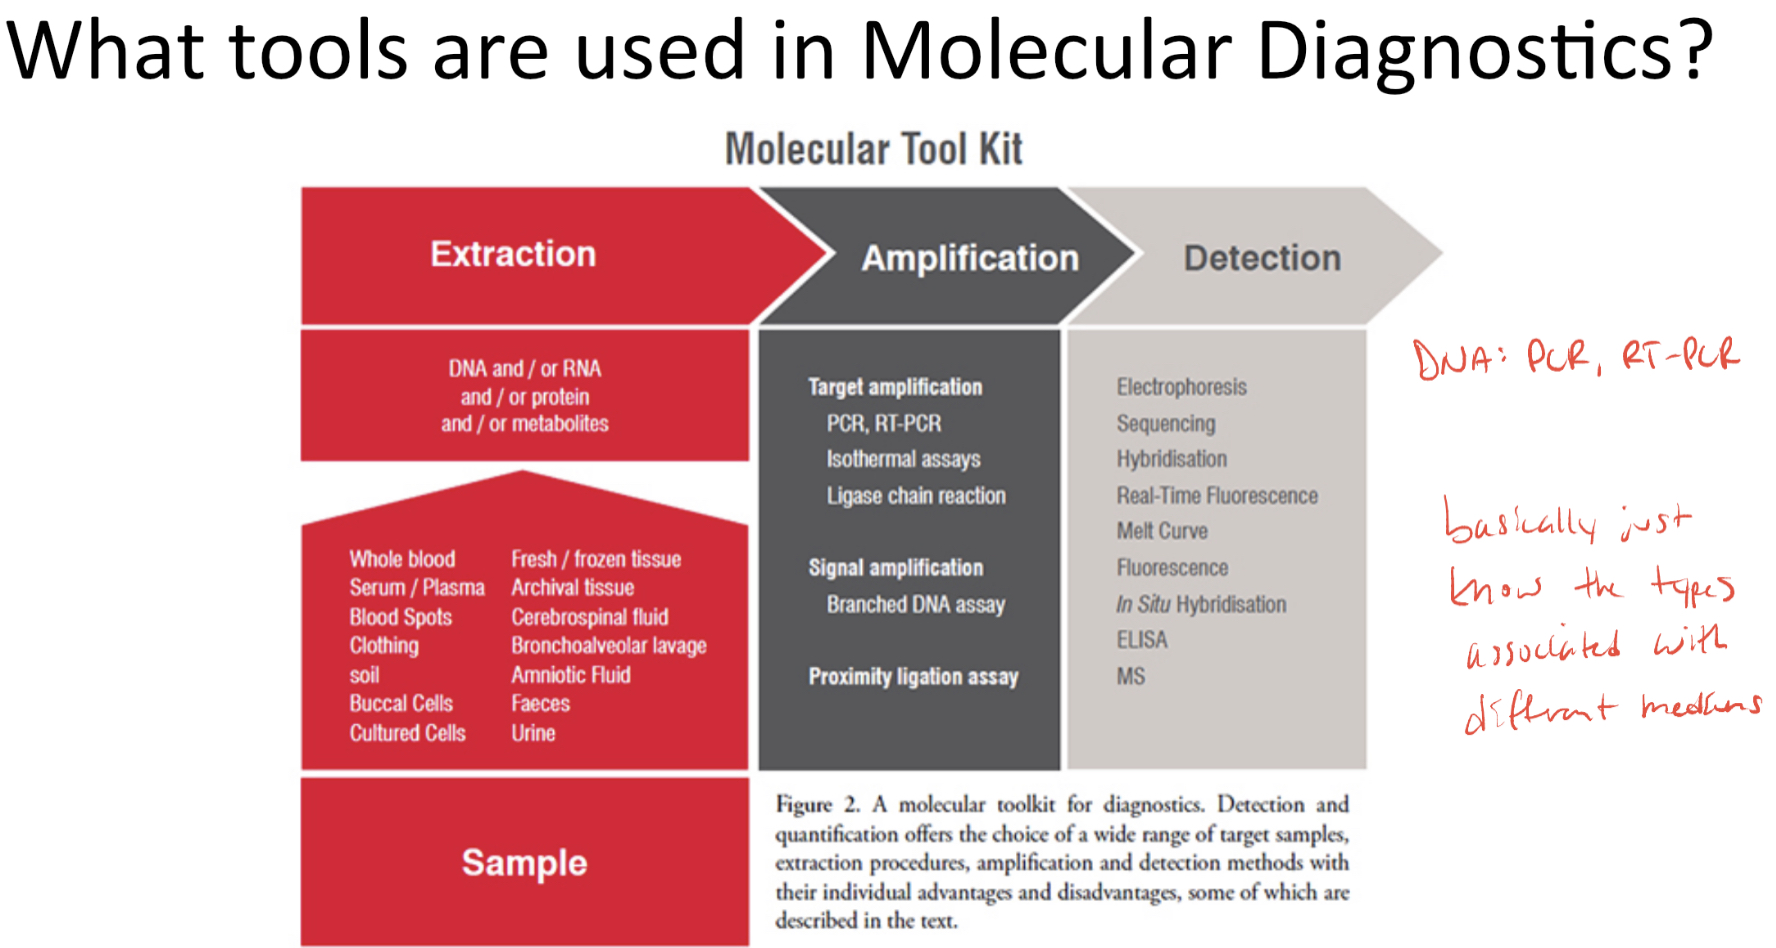 What tools are used in Molecular Diagnostics?
Molecular Tool Kit
Extraction
Amplification
Detection
DNA and / or RNA
and / or protein
and / or metabolites
Whole blood
Serum / Plasma
Blood Spots
Clothing
soil
Buccal Cells
Cultured Cells
Fresh / frozen tissue
Archival tissue
Cerebrospinal fluid
Bronchoalveolar lavage
Amniotic Fluid
Faeces
Urine
Sample
Target amplification
PCR, RT-PCR
Isothermal assays
Ligase chain reaction
Signal amplification
Branched DNA assay
Proximity ligation assay
Electrophoresis
Sequencing
Hybridisation
Real-Time Fluorescence
Melt Curve
Fluorescence
In Situ Hybridisation
ELISA
MS
Figure 2. A molecular toolkit for diagnostics. Detection and
quantification offers the choice of a wide range of target samples,
extraction procedures, amplification and detection methods with
their individual advantages and disadvantages, some of which are
described in the text.
DNA: PCR, RT-PCR
basically just
know the types
associated with
different mediums